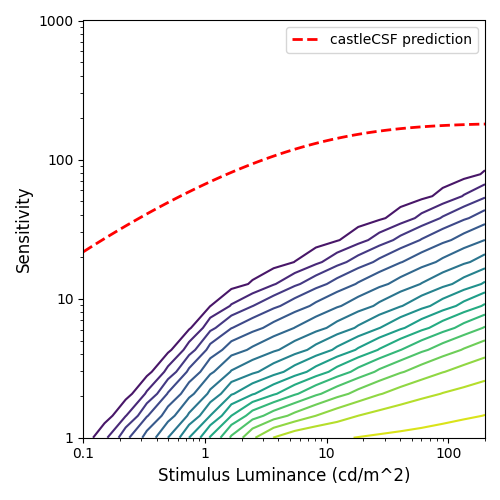 1000
castleCSF prediction
100
Sensitivity
10
1
0.1 1 10 100
Stimulus Luminance (cd/m^2)